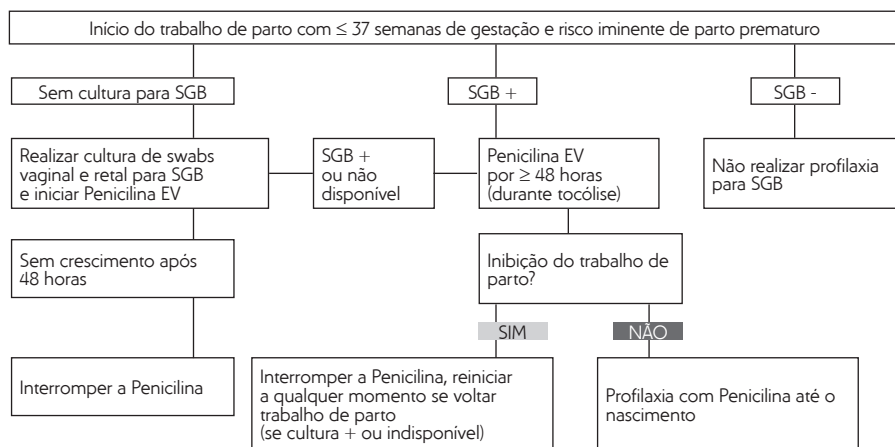 Início do trabalho de parto com ≤ 37 semanas de gestação e risco iminente de parto prematuro
Sem cultura para SGB
SGB +
SGB -
Realizar cultura de swabs
vaginal e retal para SGB
e iniciar Penicilina EV
SGB +
ou não
disponível
Penicilina EV
por ≥ 48 horas
(durante tocólise)
Não realizar profilaxia
para SGB
Sem crescimento após
48 horas
Inibição do trabalho de
parto?
SIM
NÃO
Interromper a Penicilina
Interromper a Penicilina, reiniciar
a qualquer momento se voltar
trabalho de parto
(se cultura + ou indisponível)
Profilaxia com Penicilina até o
nascimento